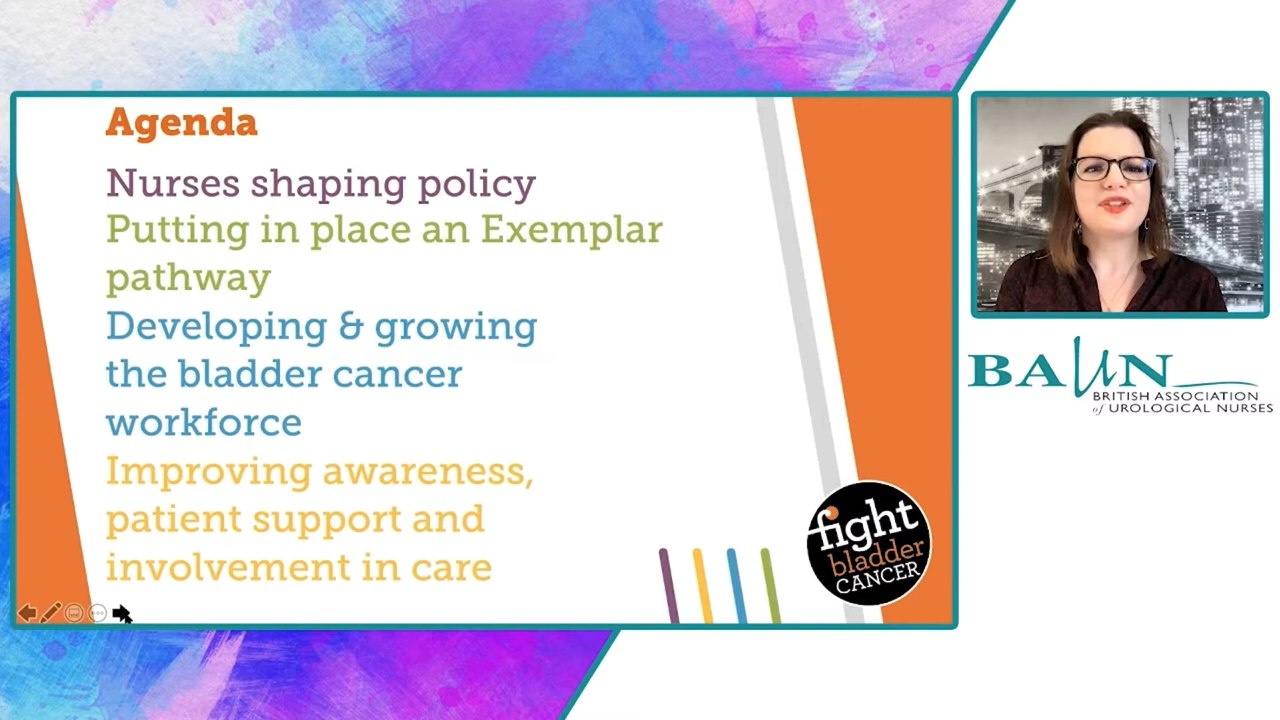 Agenda
Nurses shaping policy
Putting in place an Exemplar
pathway
Developing & growing
the bladder cancer
workforce
Improving awareness,
patient support and
involvement in care
fight
bladder
CANCER
BAUN
BRITISH ASSOCIATION
of UROLOGICAL NURSES